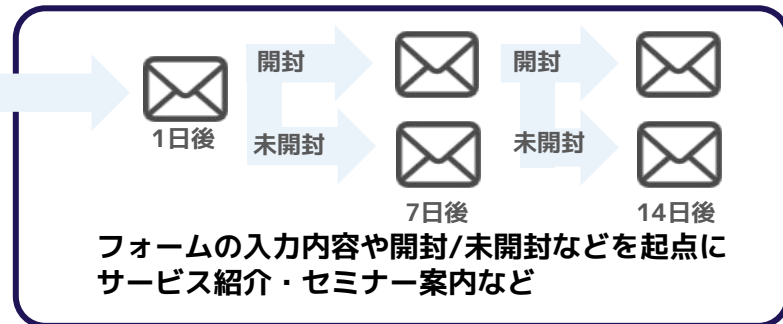 開封
開封
1日後
未開封
未開封
7日後
14日後
フォームの入力内容や開封/未開封などを起点に
サービス紹介・セミナー案内など